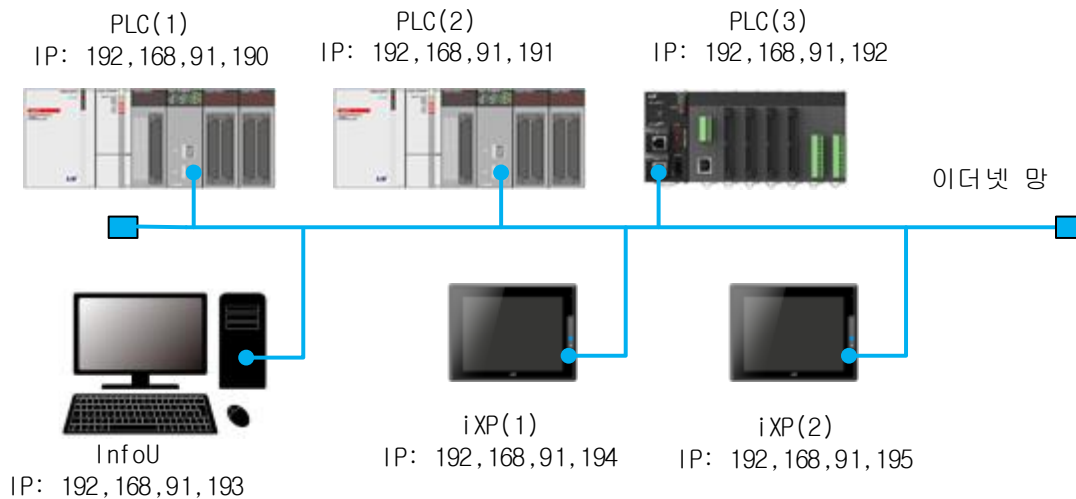 PLC(1)
IP: 192,168,91,190
PLC(2)
IP: 192,168,91,191
PLC(3)
IP: 192,168,91,192
이더넷 망
InfoU
IP: 192,168,91,193
iXP(1)
IP: 192,168,91,194
iXP(2)
IP: 192,168,91,195